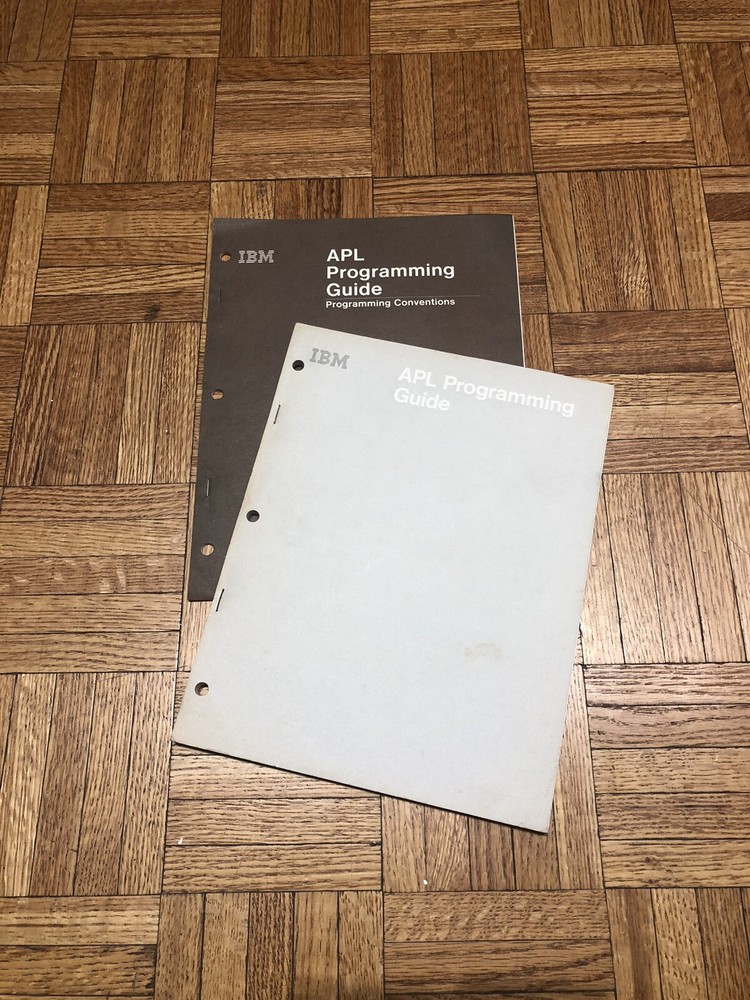 IBM
APL
Programming
Guide
Programming Conventions
IBM
APL Programming
Guide